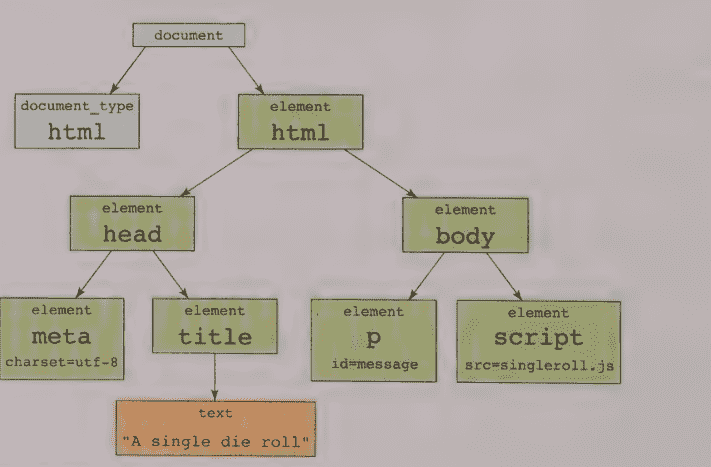 document
document_type
html
element
html
element
head
element
body
element
meta
charset=utf-8
element
title
element
p
id=message
element
script
src=singleroll.js
text
"A single die roll"